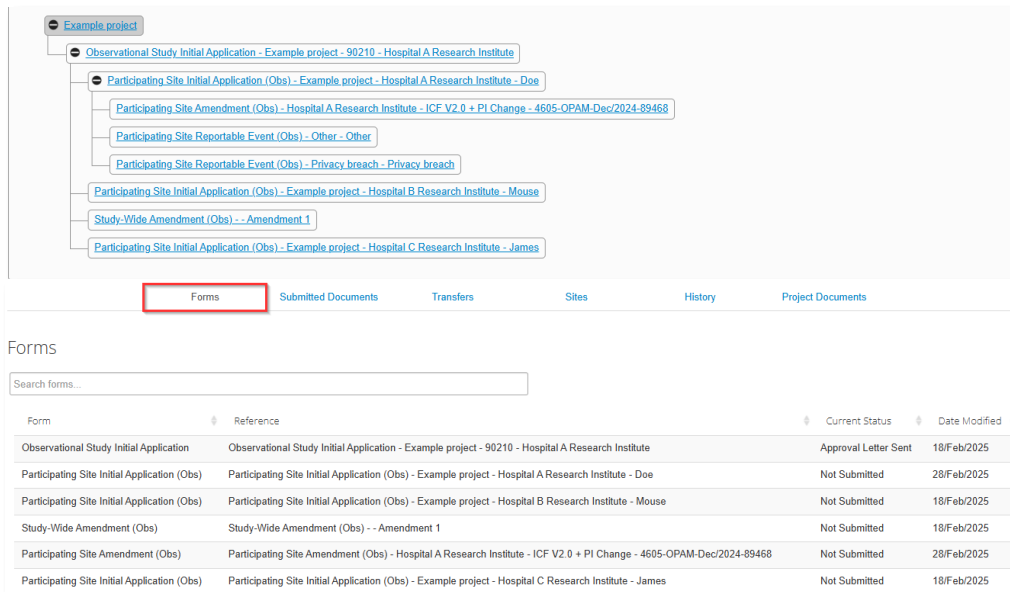 Example project
Observational Study Initial Application - Example project - 90210 - Hospital A Research Institute
Participating Site Initial Application (Obs) - Example project - Hospital A Research Institute - Doe
Participating Site Amendment (Obs) - Hospital A Research Institute - ICF V2.0 + PI Change - 4605-OPAM-Dec/2024-89468
Participating Site Reportable Event (Obs) - Other - Other
Participating Site Reportable Event (Obs) - Privacy breach - Privacy breach
Participating Site Initial Application (Obs) - Example project - Hospital B Research Institute - Mouse
Study-Wide Amendment (Obs) - - Amendment 1
Participating Site Initial Application (Obs) - Example project - Hospital C Research Institute - James
Forms Submitted Documents Transfers Sites History Project Documents
Forms
Search forms...
Form Reference Current Status Date Modified
Observational Study Initial Application Observational Study Initial Application - Example project - 90210 - Hospital A Research Institute Approval Letter Sent 18/Feb/2025
Participating Site Initial Application (Obs) Participating Site Initial Application (Obs) - Example project - Hospital A Research Institute - Doe Not Submitted 28/Feb/2025
Participating Site Initial Application (Obs) Participating Site Initial Application (Obs) - Example project - Hospital B Research Institute - Mouse Not Submitted 18/Feb/2025
Study-Wide Amendment (Obs) Study-Wide Amendment (Obs) - - Amendment 1 Not Submitted 18/Feb/2025
Participating Site Amendment (Obs) Participating Site Amendment (Obs) - Hospital A Research Institute - ICF V2.0 + PI Change - 4605-OPAM-Dec/2024-89468 Not Submitted 28/Feb/2025
Participating Site Initial Application (Obs) Participating Site Initial Application (Obs) - Example project - Hospital C Research Institute - James Not Submitted 18/Feb/2025